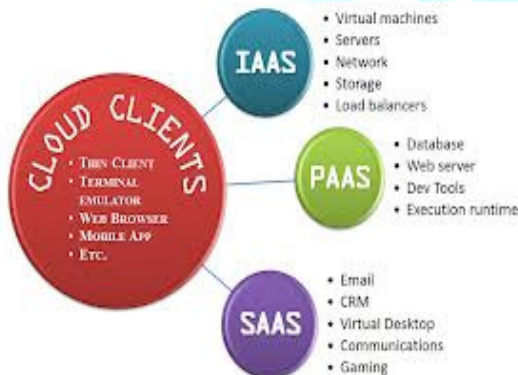 CLOUD CLIENTS
• Thin Client
• Terminal
emulator
• Web Browser
• Mobile App
• Etc.
IAAS
• Virtual machines
• Servers
• Network
• Storage
• Load balancers
PAAS
• Database
• Web server
• Dev Tools
• Execution runtime
SAAS
• Email
• CRM
• Virtual Desktop
• Communications
• Gaming